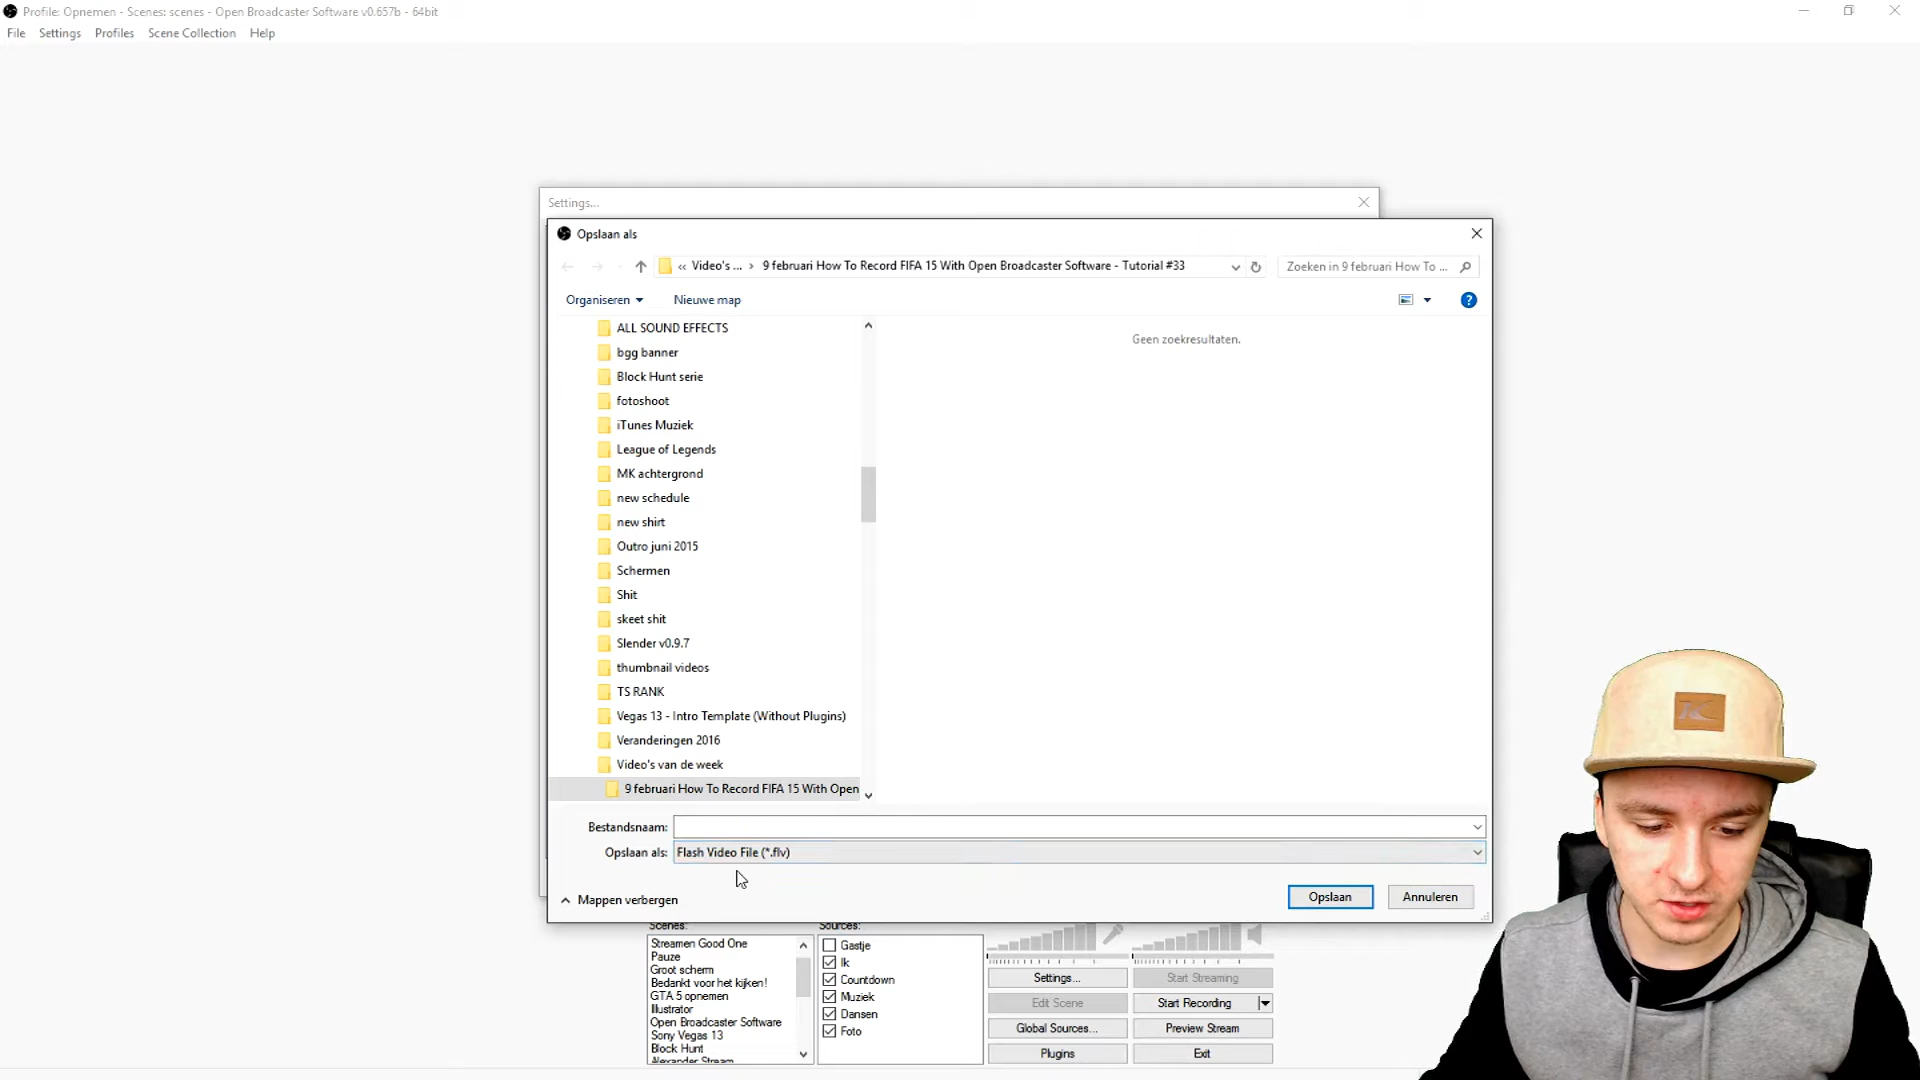 Profile: Opnemen - Scenes: scenes - Open Broadcaster Software v0.657b - 64bit
File Settings Profiles Scene Collection Help
Settings...
Opslaan als
« Video's ... › 9 februari How To Record FIFA 15 With Open Broadcaster Software - Tutorial #33
Zoeken in 9 februari How To ...
Organiseren
Nieuwe map
?
ALL SOUND EFFECTS
bgg banner
Block Hunt serie
fotoshoot
iTunes Muziek
League of Legends
MK achtergrond
new schedule
new shirt
Outro juni 2015
Schermen
Shit
skeet shit
Slender v0.9.7
thumbnail videos
TS RANK
Vegas 13 - Intro Template (Without Plugins)
Veranderingen 2016
Video's van de week
9 februari How To Record FIFA 15 With Open
Geen zoekresultaten.
Bestandsnaam:
Opslaan als: Flash Video File (*.flv)
Mappen verbergen
Opslaan
Annuleren
Scenes:
Streamen Good One
Pauze
Groot scherm
Bedankt voor het kijken!
GTA 5 opnemen
Illustrator
Open Broadcaster Software
Sony Vegas 13
Block Hunt
Alexander Stream
Sources:
Gastje
Ik
Countdown
Muziek
Dansen
Foto
Settings...
Start Streaming
Edit Scene
Start Recording
Global Sources...
Preview Stream
Plugins
Exit